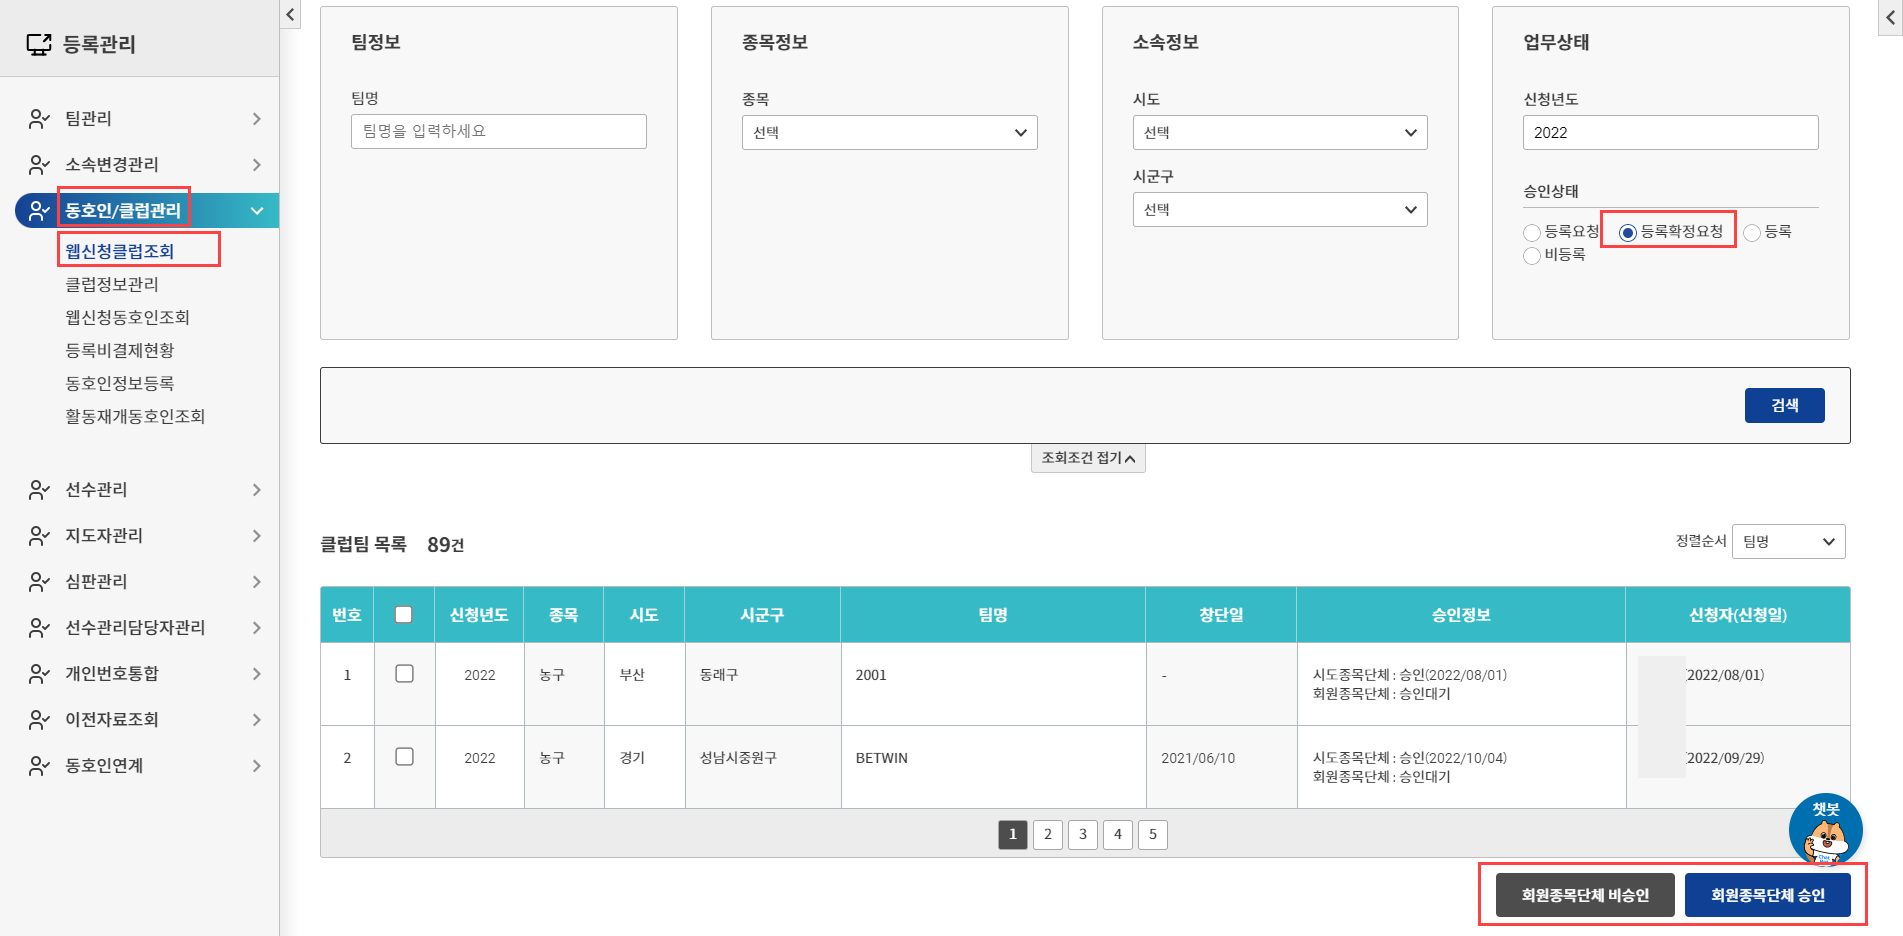 등록관리
팀관리
소속변경관리
동호인/클럽관리
웹신청클럽조회
클럽정보관리
웹신청동호인조회
등록비결제현황
동호인정보등록
활동재개동호인조회
선수관리
지도자관리
심판관리
선수관리담당자관리
개인번호통합
이전자료조회
동호인연계
팀정보
팀명
팀명을 입력하세요
종목정보
종목
선택
소속정보
시도
선택
시군구
선택
업무상태
신청년도
2022
승인상태
등록요청 등록확정요청 등록
비등록
검색
조회조건 접기
클럽팀 목록 89건
정렬순서 팀명
번호 신청년도 종목 시도 시군구 팀명 창단일 승인정보 신청자(신청일)
1 2022 농구 부산 동래구 2001 - 시도종목단체 : 승인(2022/08/01) (2022/08/01)
회원종목단체 : 승인대기
2 2022 농구 경기 성남시중원구 BETWIN 2021/06/10 시도종목단체 : 승인(2022/10/04) (2022/09/29)
회원종목단체 : 승인대기
1 2 3 4 5
챗봇
회원종목단체 비승인 회원종목단체 승인